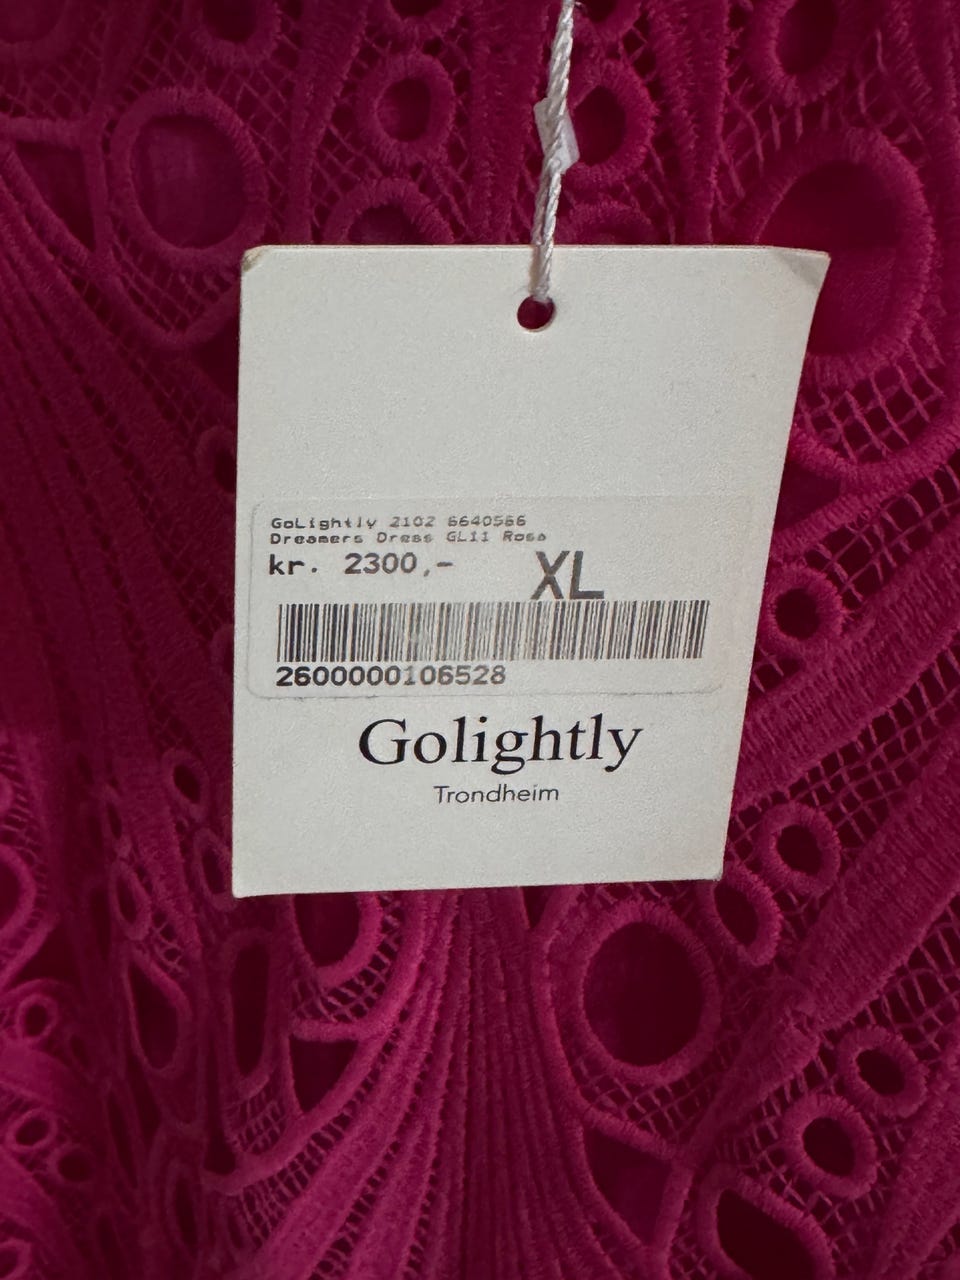 GoLightly 2102 6640566
Dreamers Dress GL11 Rosa
kr. 2300,-
XL
2600000106528
Golightly
Trondheim